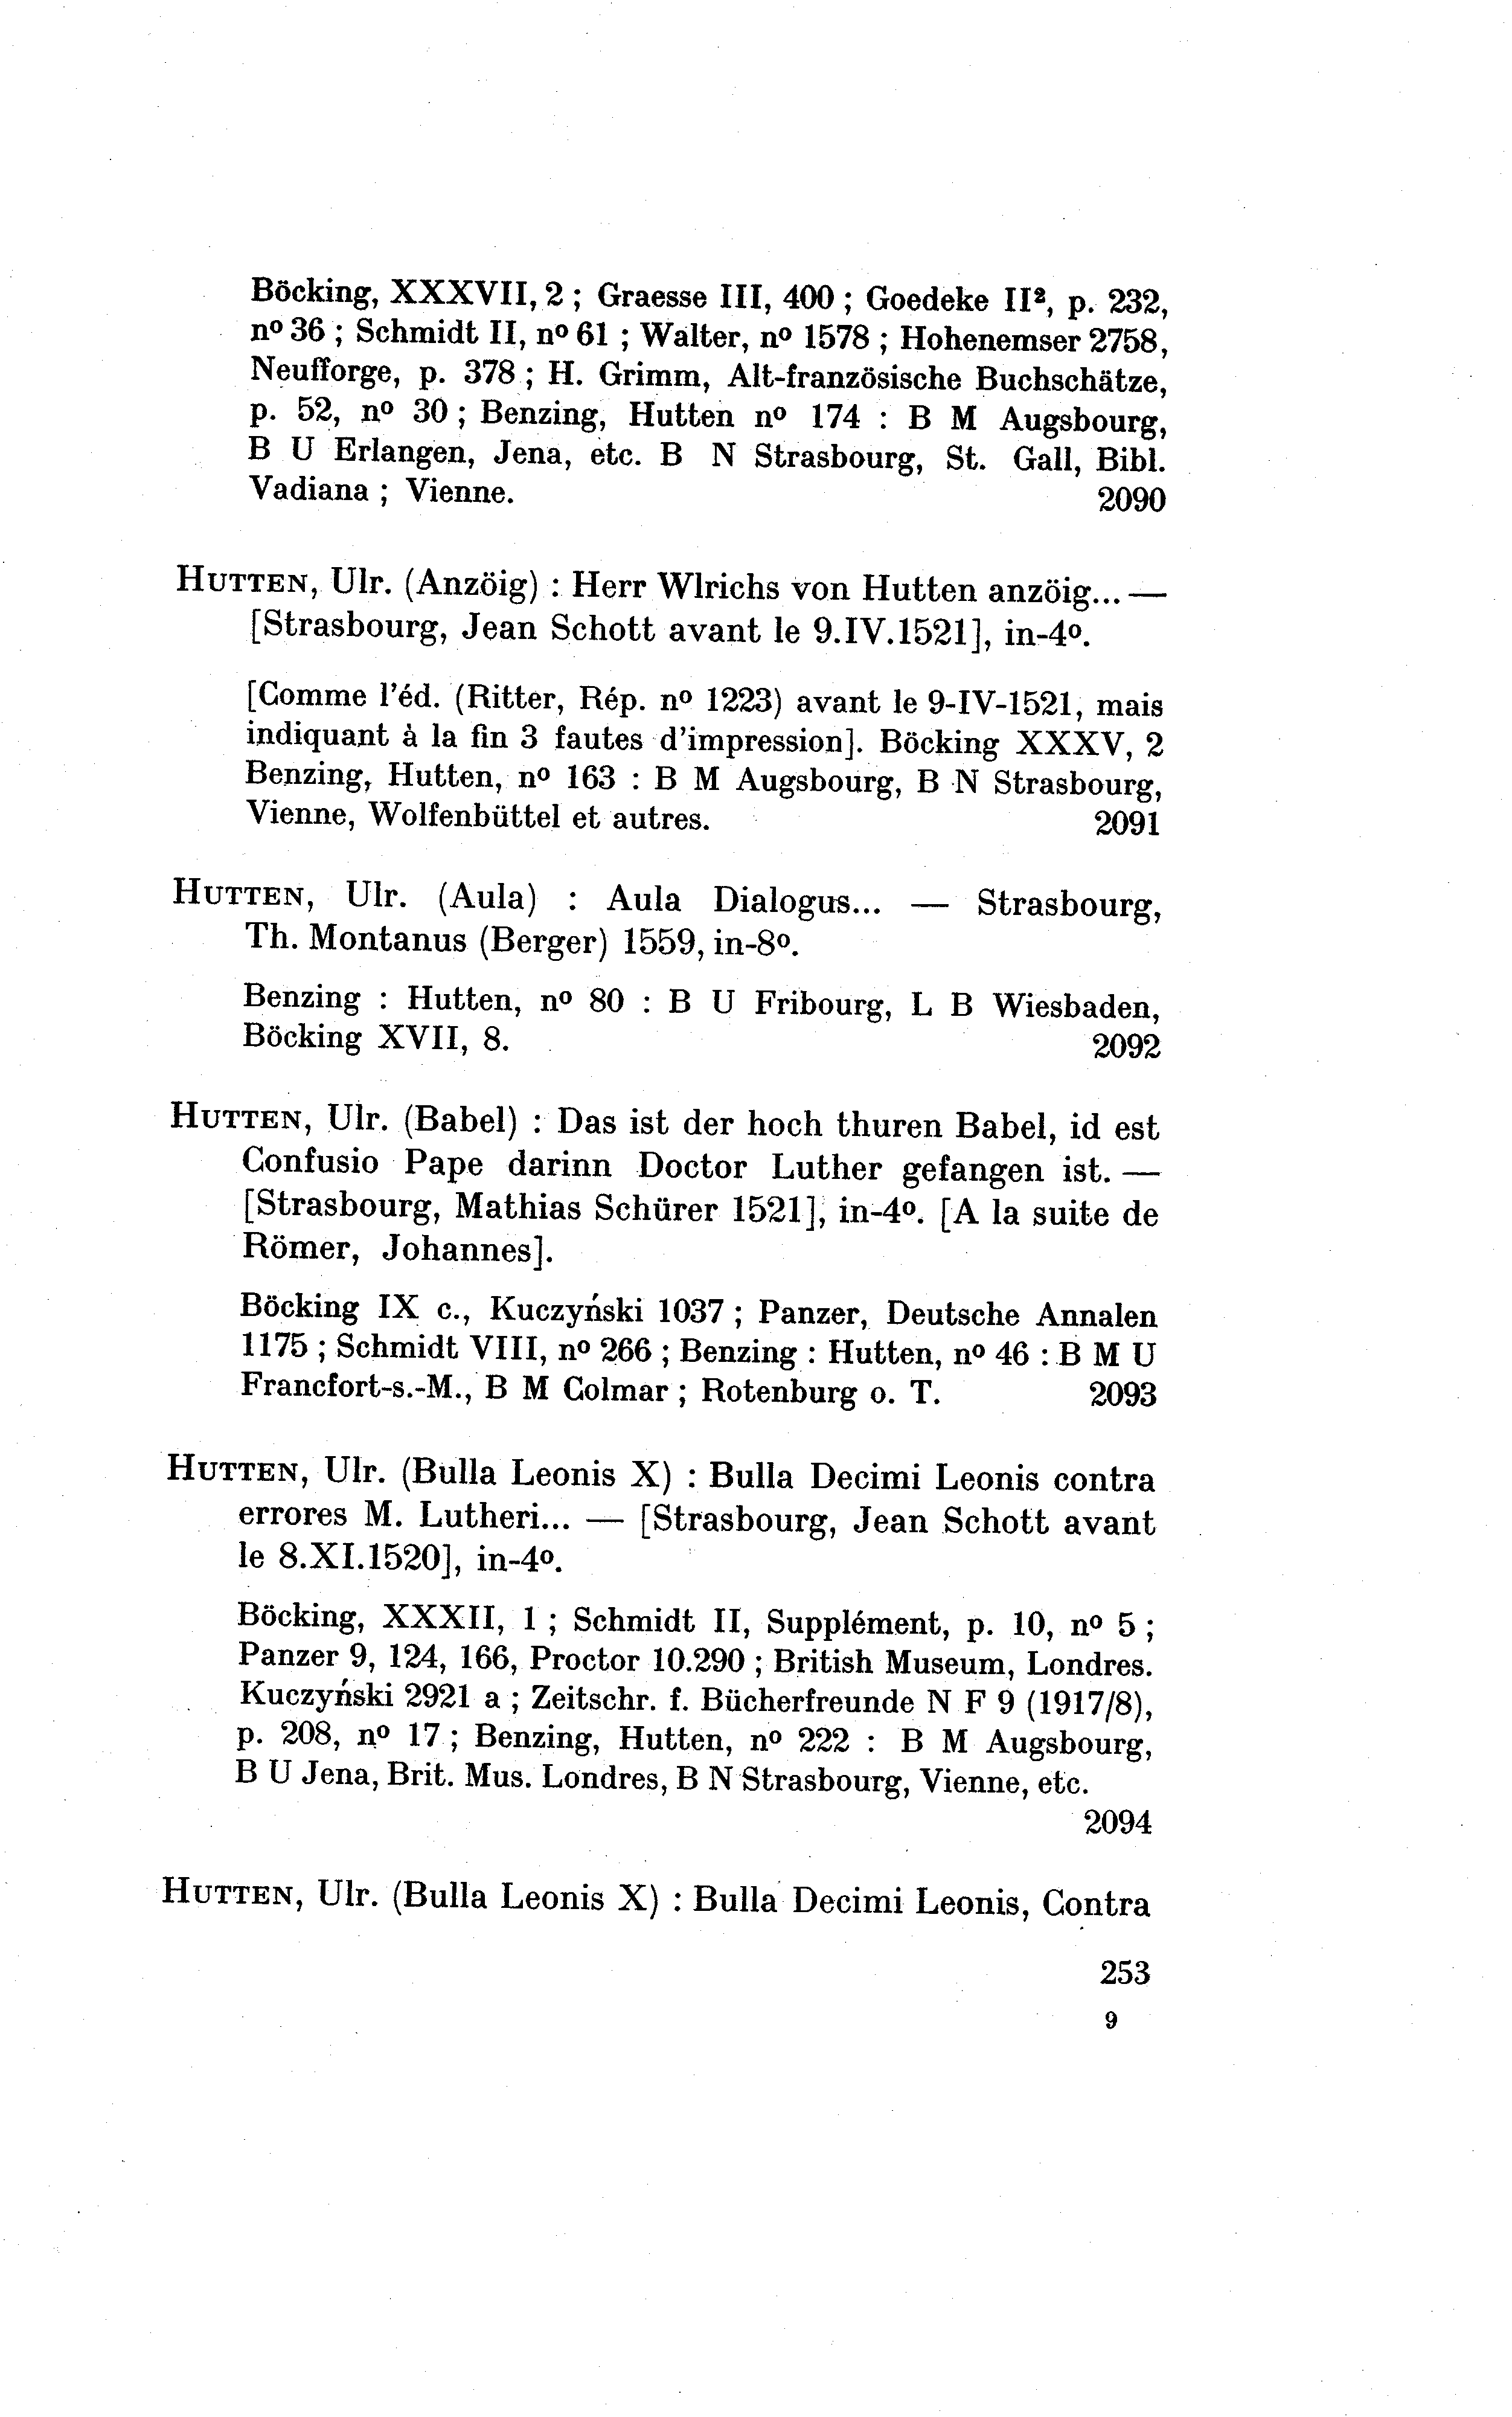 Böcking, XXXVII, 2 ; Graesse III, 400 ; Goedeke II², p. 232,
nº 36 ; Schmidt II, nº 61 ; Walter, nº 1578 ; Hohenemser 2758,
Neufforge, p. 378 ; H. Grimm, Alt-französische Buchschätze,
p. 52, nº 30 ; Benzing, Hutten nº 174 : B M Augsbourg,
B U Erlangen, Jena, etc. B N Strasbourg, St. Gall, Bibl.
Vadiana ; Vienne. 2090
HUTTEN, Ulr. (Anzöig) : Herr Wlrichs von Hutten anzöig... —
[Strasbourg, Jean Schott avant le 9.IV.1521], in-4º.
[Comme l'éd. (Ritter, Rép. nº 1223) avant le 9-IV-1521, mais
indiquant à la fin 3 fautes d'impression]. Böcking XXXV, 2
Benzing, Hutten, nº 163 : B M Augsbourg, B N Strasbourg,
Vienne, Wolfenbüttel et autres. 2091
HUTTEN, Ulr. (Aula) : Aula Dialogus... — Strasbourg,
Th. Montanus (Berger) 1559, in-8º.
Benzing : Hutten, nº 80 : B U Fribourg, L B Wiesbaden,
Böcking XVII, 8. 2092
HUTTEN, Ulr. (Babel) : Das ist der hoch thuren Babel, id est
Confusio Pape darinn Doctor Luther gefangen ist. —
[Strasbourg, Mathias Schürer 1521], in-4º. [A la suite de
Römer, Johannes].
Böcking IX c., Kuczyński 1037 ; Panzer, Deutsche Annalen
1175 ; Schmidt VIII, nº 266 ; Benzing : Hutten, nº 46 : B M U
Francfort-s.-M., B M Colmar ; Rotenburg o. T. 2093
HUTTEN, Ulr. (Bulla Leonis X) : Bulla Decimi Leonis contra
errores M. Lutheri... — [Strasbourg, Jean Schott avant
le 8.XI.1520], in-4º.
Böcking, XXXII, 1 ; Schmidt II, Supplément, p. 10, nº 5 ;
Panzer 9, 124, 166, Proctor 10.290 ; British Museum, Londres.
Kuczyński 2921 a ; Zeitschr. f. Bücherfreunde N F 9 (1917/8),
p. 208, nº 17 ; Benzing, Hutten, nº 222 : B M Augsbourg,
B U Jena, Brit. Mus. Londres, B N Strasbourg, Vienne, etc.
2094
HUTTEN, Ulr. (Bulla Leonis X) : Bulla Decimi Leonis, Contra
253
9